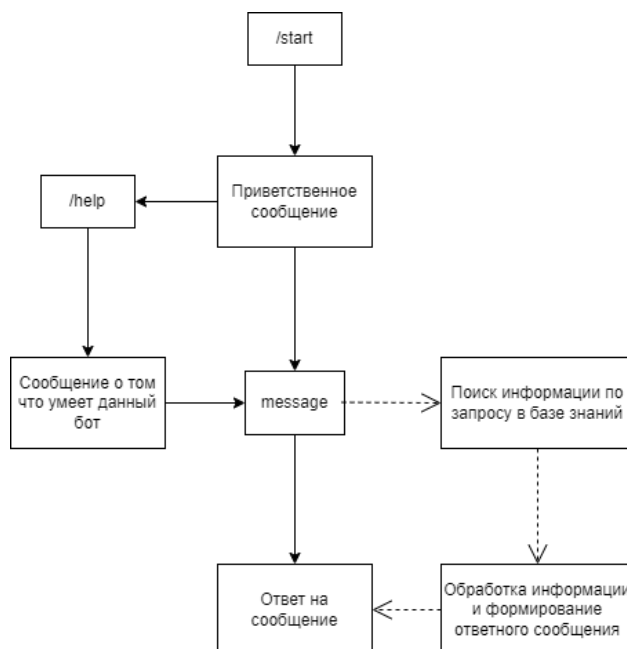 /start
Приветственное
сообщение
/help
Сообщение о том
что умеет данный
бот
message
Поиск информации по
запросу в базе знаний
Ответ на
сообщение
Обработка информации
и формирование
ответного сообщения